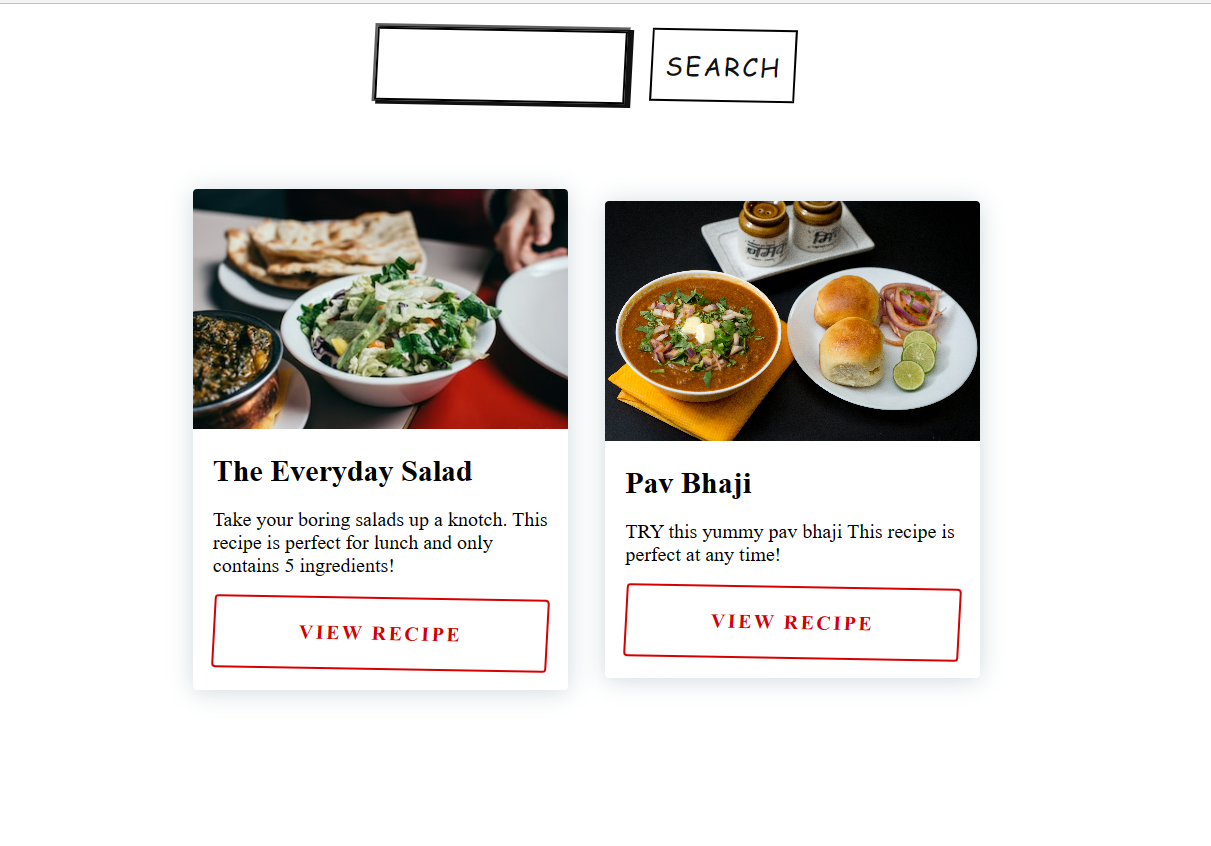 SEARCH
नमक
मि
The Everyday Salad
Take your boring salads up a knotch. This
recipe is perfect for lunch and only
contains 5 ingredients!
VIEW RECIPE
Pav Bhaji
TRY this yummy pav bhaji This recipe is
perfect at any time!
VIEW RECIPE